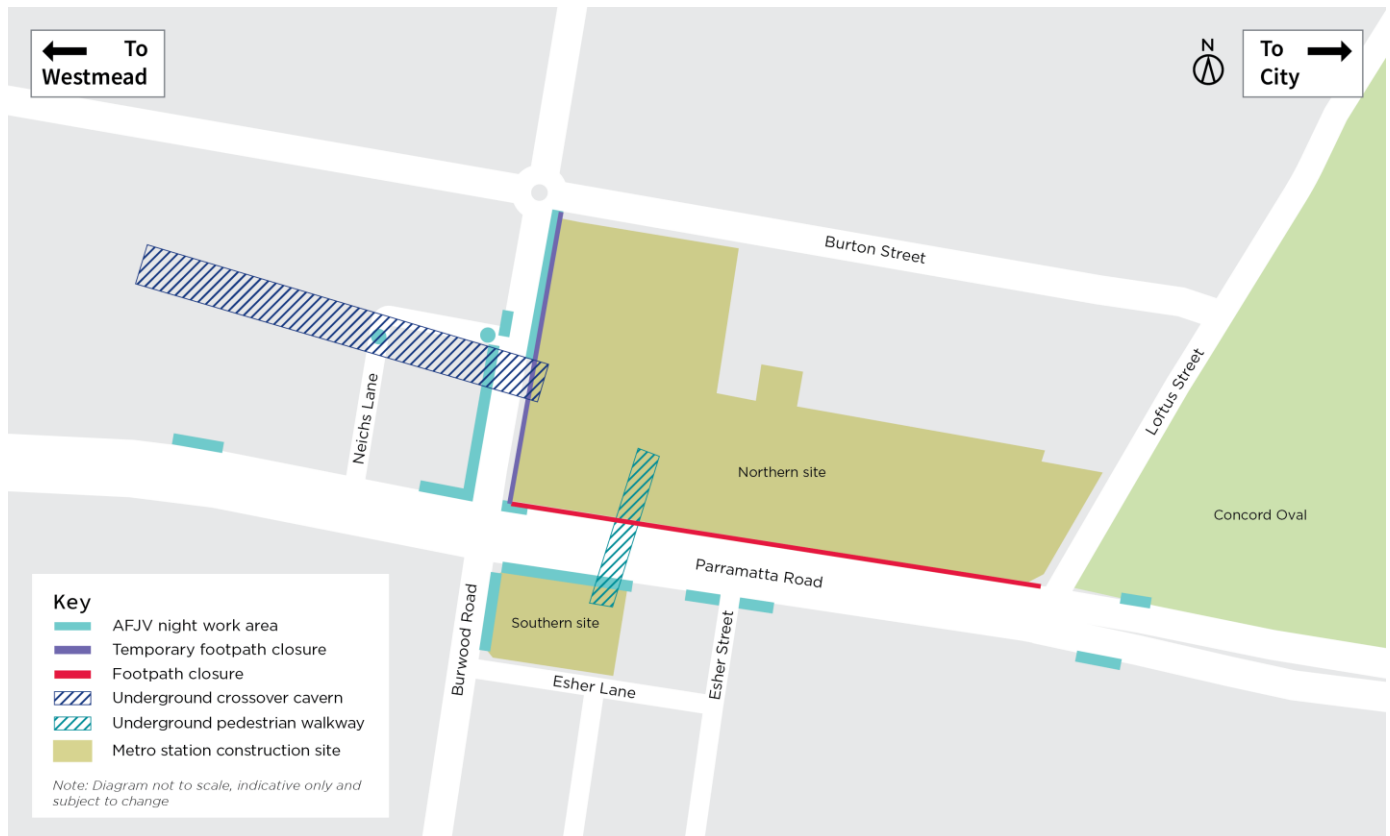 To
Westmead
N
To
City
Burton Street
Loftus Street
Neichs Lane
Northern site
Concord Oval
Parramatta Road
Southern site
Burwood Road
Esher Street
Esher Lane
Key
AFJV night work area
Temporary footpath closure
Footpath closure
Underground crossover cavern
Underground pedestrian walkway
Metro station construction site
Note: Diagram not to scale, indicative only and
subject to change